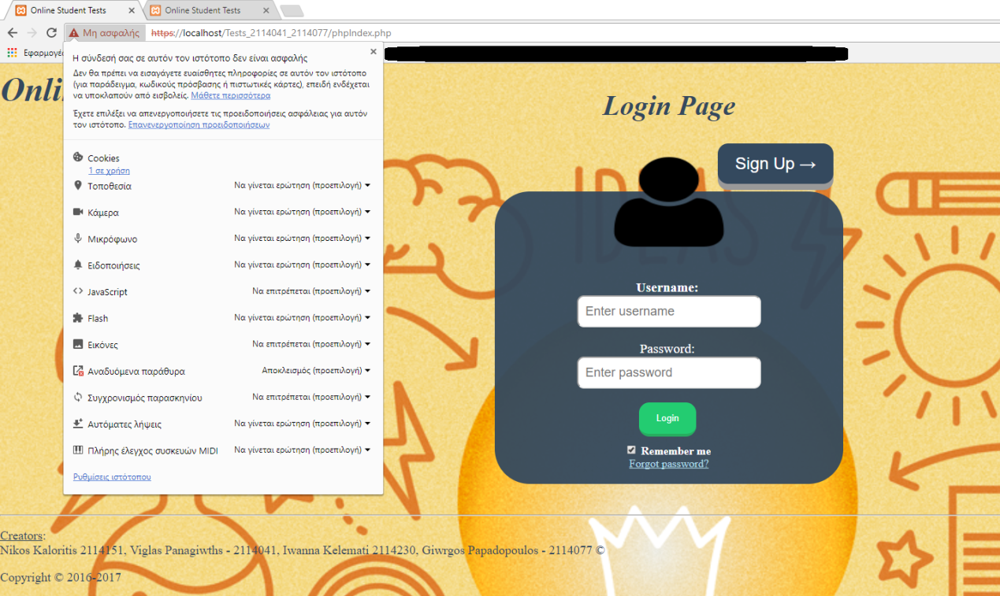 Online Student Tests
Online Student Tests
Μη ασφαλής https://localhost/Tests_2114041_2114077/phpIndex.php
Η σύνδεσή σας σε αυτόν τον ιστότοπο δεν είναι ασφαλής
Δεν θα πρέπει να εισαγάγετε ευαίσθητες πληροφορίες σε αυτόν τον ιστότοπο
(για παράδειγμα, κωδικούς πρόσβασης ή πιστωτικές κάρτες), επειδή ενδέχεται
να υποκλαπούν από εισβολείς. Μάθετε περισσότερα
Έχετε επιλέξει να απενεργοποιήσετε τις προειδοποιήσεις ασφάλειας για αυτόν
τον ιστότοπο. Επανενεργοποίηση προειδοποιήσεων
Cookies
1 σε χρήση
Τοποθεσία Να γίνεται ερώτηση (προεπιλογή)
Κάμερα Να γίνεται ερώτηση (προεπιλογή)
Μικρόφωνο Να γίνεται ερώτηση (προεπιλογή)
Ειδοποιήσεις Να γίνεται ερώτηση (προεπιλογή)
JavaScript Να επιτρέπεται (προεπιλογή)
Flash Να γίνεται ερώτηση (προεπιλογή)
Εικόνες Να επιτρέπεται (προεπιλογή)
Αναδυόμενα παράθυρα Αποκλεισμός (προεπιλογή)
Συγχρονισμός παρασκηνίου Να επιτρέπεται (προεπιλογή)
Αυτόματες λήψεις Να γίνεται ερώτηση (προεπιλογή)
Πλήρης έλεγχος συσκευών MIDI Να γίνεται ερώτηση (προεπιλογή)
Ρυθμίσεις ιστότοπου
Login Page
Sign Up →
IDEAS
Username:
Enter username
Password:
Enter password
Login
Remember me
Forgot password?
Creators:
Nikos Kaloritis 2114151, Viglas Panagiwths - 2114041, Iwanna Kelemati 2114230, Giwrgos Papadopoulos - 2114077 ©
Copyright © 2016-2017